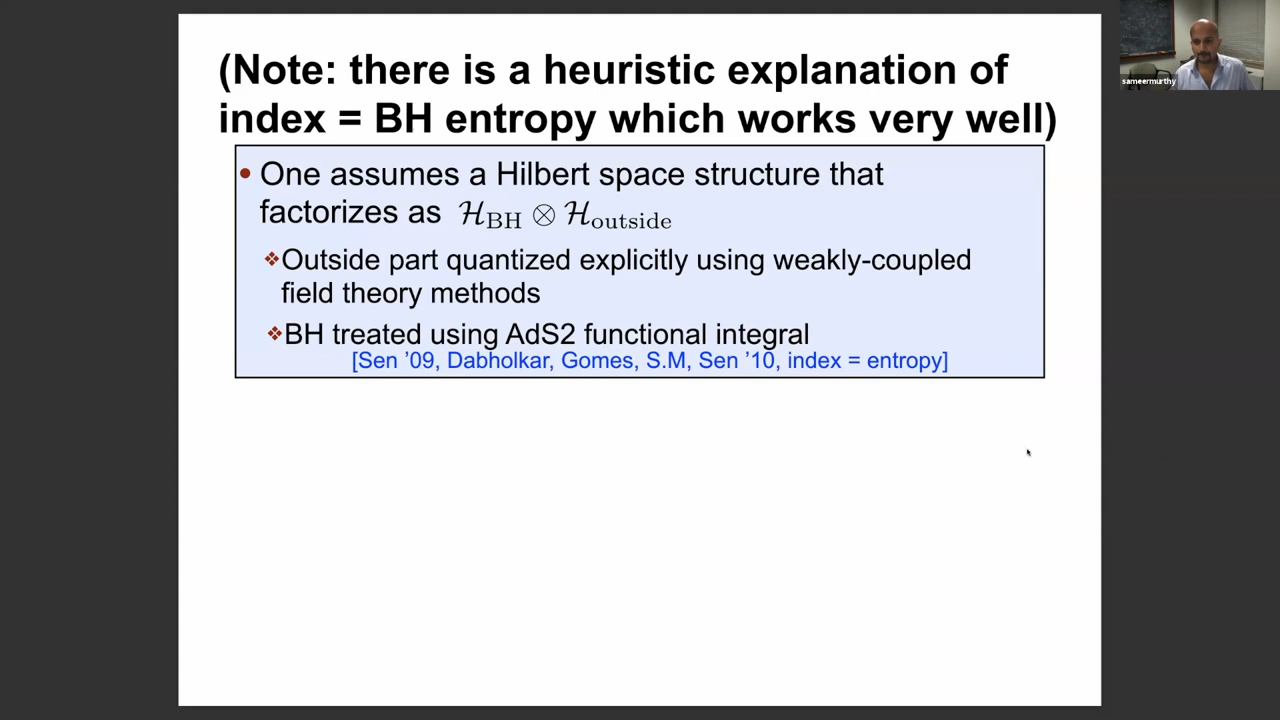 (Note: there is a heuristic explanation of
index = BH entropy which works very well)
• One assumes a Hilbert space structure that
factorizes as ℋ_BH ⊗ ℋ_outside
❖Outside part quantized explicitly using weakly-coupled
field theory methods
❖BH treated using AdS2 functional integral
[Sen ’09, Dabholkar, Gomes, S.M, Sen ’10, index = entropy]
sameermurthy